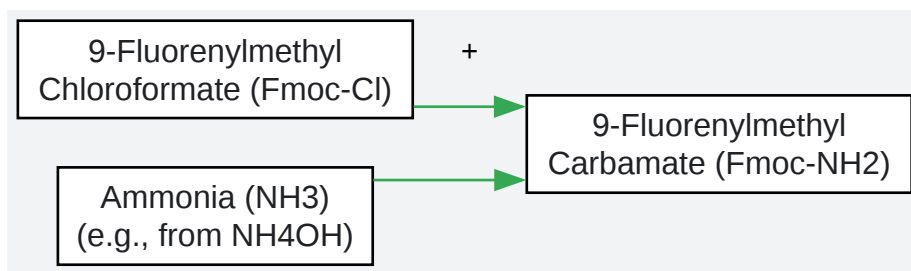 9-Fluorenylmethyl
Chloroformate (Fmoc-Cl)
+
Ammonia (NH3)
(e.g., from NH4OH)
9-Fluorenylmethyl
Carbamate (Fmoc-NH2)